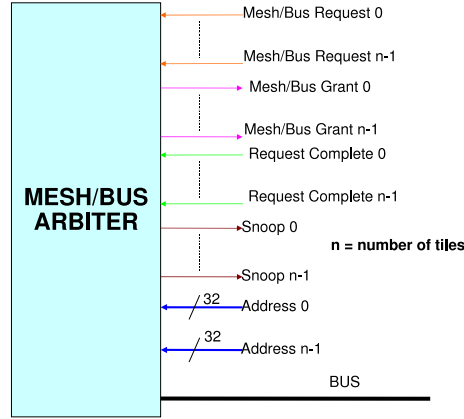 Mesh/Bus Request 0
Mesh/Bus Request n-1
Mesh/Bus Grant 0
Mesh/Bus Grant n-1
Request Complete 0
MESH/BUS
ARBITER
Request Complete n-1
Snoop 0
n = number of tiles
Snoop n-1
32
Address 0
32
Address n-1
BUS